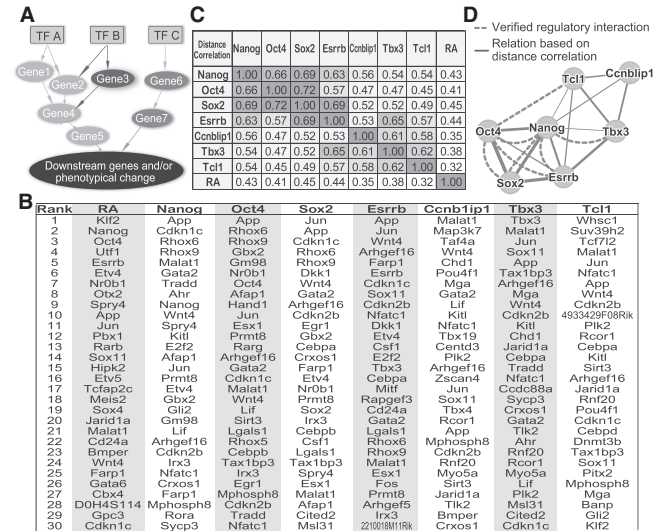 A
TF A
TF B
TF C
Gene1
Gene2
Gene3
Gene6
Gene4
Gene7
Gene5
Downstream genes and/or
phenotypical change
C
Distance Correlation Nanog Oct4 Sox2 Esrrb Ccnblip1 Tbx3 Tcl1 RA
Nanog 1.00 0.66 0.69 0.63 0.56 0.54 0.54 0.43
Oct4 0.66 1.00 0.72 0.57 0.47 0.47 0.45 0.41
Sox2 0.69 0.72 1.00 0.69 0.52 0.52 0.49 0.45
Esrrb 0.63 0.57 0.69 1.00 0.53 0.65 0.57 0.44
Ccnblip1 0.56 0.47 0.52 0.53 1.00 0.61 0.58 0.35
Tbx3 0.54 0.47 0.52 0.65 0.61 1.00 0.62 0.38
Tcl1 0.54 0.45 0.49 0.57 0.58 0.62 1.00 0.32
RA 0.43 0.41 0.45 0.44 0.35 0.38 0.32 1.00
D
Verified regulatory interaction
Relation based on
distance correlation
Tcl1
Ccnblip1
Oct4
Nanog
Tbx3
Sox2
Esrrb
B
Rank RA Nanog Oct4 Sox2 Esrrb Ccnb1ip1 Tbx3 Tcl1
1 Klf2 App App Jun App Malat1 Tbx3 Whsc1
2 Nanog Cdkn1c Rhox6 App Jun Map3k7 Malat1 Suv39h2
3 Oct4 Rhox6 Rhox9 Cdkn1c Wnt4 Taf4a Jun Tcf7l2
4 Utf1 Rhox9 Gbx2 Rhox6 Arhgef16 Wnt4 Sox11 Malat1
5 Esrrb Malat1 Gm98 Rhox9 Farp1 Chd1 App Jun
6 Etv4 Gata2 Nr0b1 Dkk1 Esrrb Pou4f1 Tax1bp3 Nfatc1
7 Nr0b1 Tradd Oct4 Wnt4 Cdkn1c Mga Arhgef16 App
8 Otx2 Ahr Afap1 Gata2 Sox11 Gata2 Mga Wnt4
9 Spry4 Nanog Hand1 Arhgef16 Cdkn2b Lif Wnt4 Cdkn2b
10 App Wnt4 Jun Cdkn2b Nfatc1 Kitl Cdkn2b 4933429F08Rik
11 Jun Spry4 Esx1 Egr1 Dkk1 Nfatc1 Kitl Plk2
12 Pbx1 Kitl Prmt8 Gbx2 Etv4 Tbx19 Chd1 Rcor1
13 Rarb E2f2 Rarg Cebpa Csf1 Centd3 Jarid1a Cebpa
14 Sox11 Afap1 Arhgef16 Crxos1 E2f2 Plk2 Cebpa Kitl
15 Hipk2 Jun Gata2 Farp1 Tbx3 Arhgef16 Tradd Sirt3
16 Etv5 Prmt8 Cdkn1c Etv4 Cebpa Zscan4 Nfatc1 Arhgef16
17 Tcfap2c Etv4 Malat1 Nr0b1 Mitf Jun Ccdc88a Jarid1a
18 Meis2 Gbx2 Wnt4 Prmt8 Rapgef3 Sox11 Sycp3 Rnf20
19 Sox4 Gli2 Lif Sox2 Cd24a Tbx4 Crxos1 Pou4f1
20 Jarid1a Gm98 Sirt3 Irx3 Gata2 Rcor1 Gata2 Cdkn1c
21 Malat1 Lif Lgals1 Cebpb Lgals1 App Tlk2 Cebpd
22 Cd24a Arhgef16 Rhox5 Csf1 Rhox6 Mphosph8 Ahr Dnmt3b
23 Bmper Cdkn2b Cebpb Lgals1 Rhox9 Cdkn2b Cdkn1c Tax1bp3
24 Wnt4 Irx3 Tax1bp3 Tax1bp3 Malat1 Rnf20 Rcor1 Sox11
25 Farp1 Nfatc1 Irx3 Spry4 Esx1 Myo5a Myo5a Pitx2
26 Gata6 Crxos1 Egr1 Esx1 Fos Sirt3 Lif Mphosph8
27 Cbx4 Farp1 Mphosph8 Malat1 Prmt8 Jarid1a Plk2 Mga
28 D0H4S114 Mphosph8 Cdkn2b Afap1 Arhgef5 Tlk2 Msl31 Banp
29 Gpc3 Rora Tradd Cited2 Irx3 Bmper Cited2 Gli2
30 Cdkn1c Sycp3 Nfatc1 Msl31 2210018M11Rik Crxos1 Cdkn1c Klf2